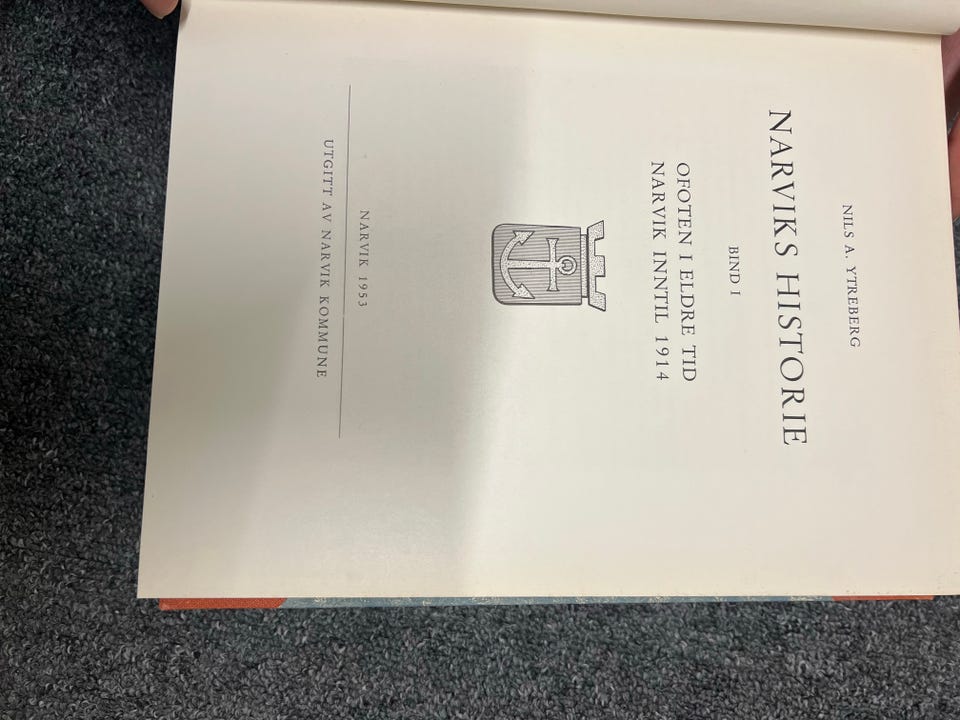 NILS A. YTREBERG
NARVIKS HISTORIE
BIND I
OFOTEN I ELDRE TID
NARVIK INNTIL 1914
NARVIK 1953
UTGITT AV NARVIK KOMMUNE